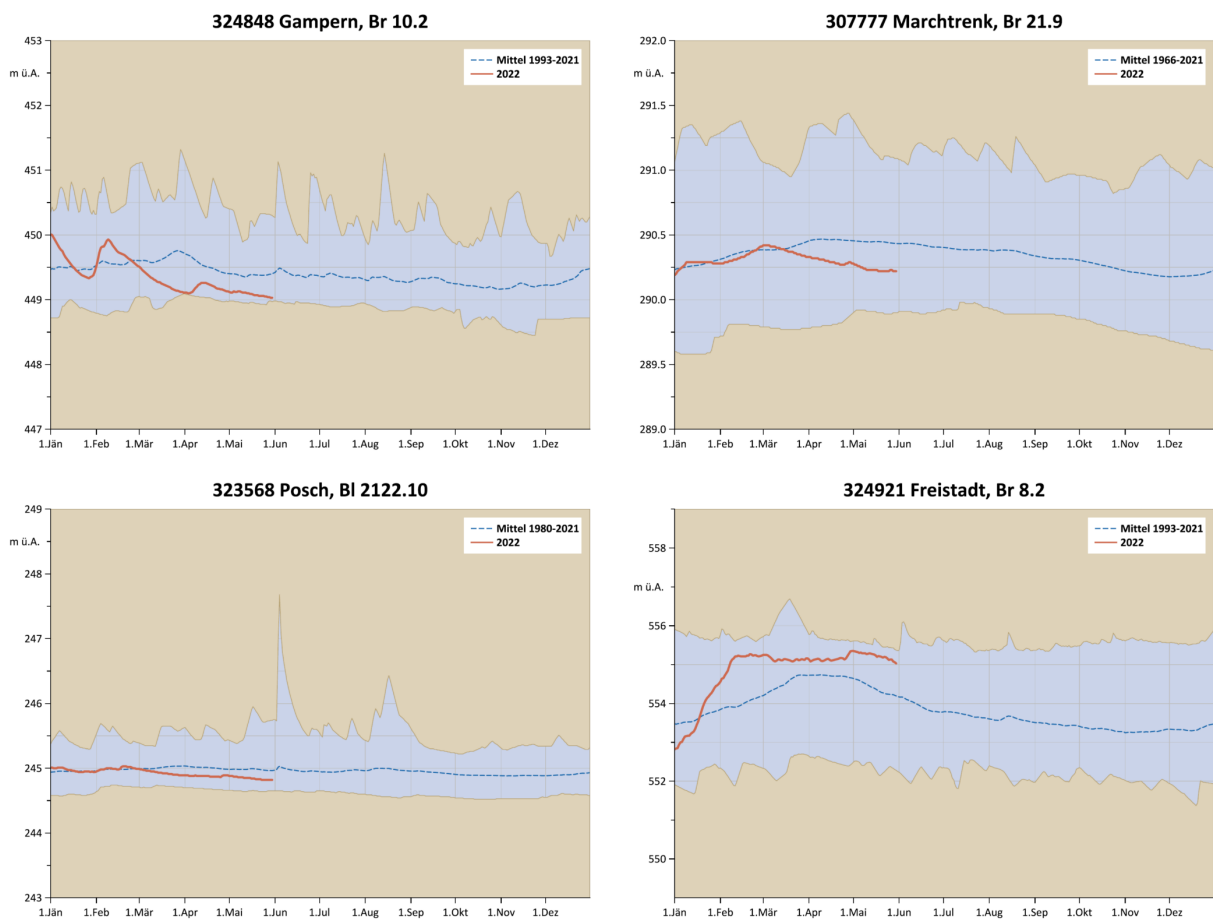 324848 Gampern, Br 10.2
453
m ü.A.
452
451
450
449
448
447
Mittel 1993-2021
2022
1.Jän 1.Feb 1.Mär 1.Apr 1.Mai 1.Jun 1.Jul 1.Aug 1.Sep 1.Okt 1.Nov 1.Dez
307777 Marchtrenk, Br 21.9
292.0
m ü.A.
291.5
291.0
290.5
290.0
289.5
289.0
Mittel 1966-2021
2022
1.Jän 1.Feb 1.Mär 1.Apr 1.Mai 1.Jun 1.Jul 1.Aug 1.Sep 1.Okt 1.Nov 1.Dez
323568 Posch, Bl 2122.10
249
m ü.A.
248
247
246
245
244
243
Mittel 1980-2021
2022
1.Jän 1.Feb 1.Mär 1.Apr 1.Mai 1.Jun 1.Jul 1.Aug 1.Sep 1.Okt 1.Nov 1.Dez
324921 Freistadt, Br 8.2
558
m ü.A.
556
554
552
550
Mittel 1993-2021
2022
1.Jän 1.Feb 1.Mär 1.Apr 1.Mai 1.Jun 1.Jul 1.Aug 1.Sep 1.Okt 1.Nov 1.Dez